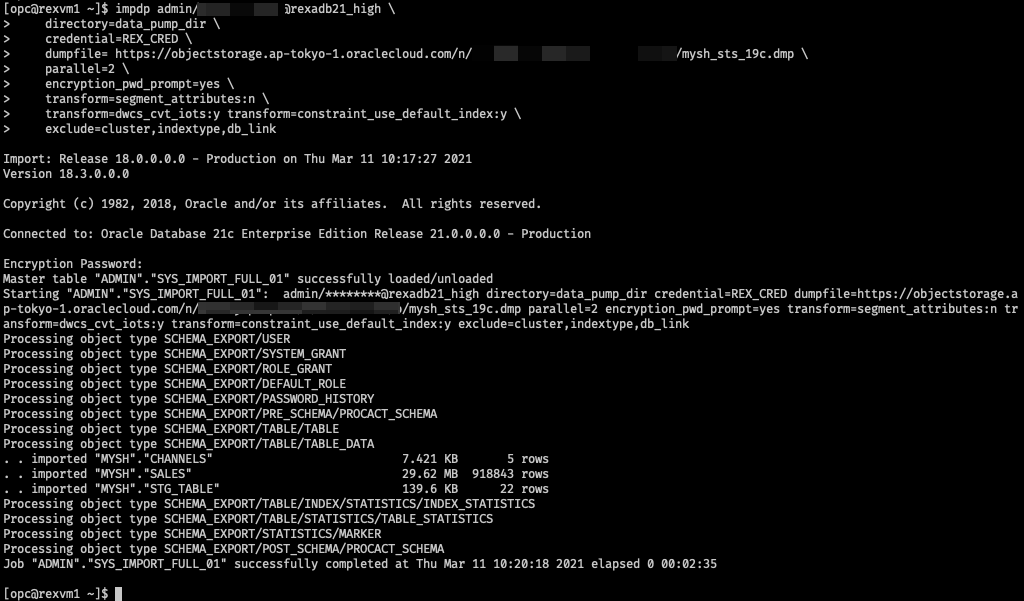 [opc@rexvm1 ~]$ impdp admin/ @rexadb21_high \
>     directory=data_pump_dir \
>     credential=REX_CRED \
>     dumpfile= https://objectstorage.ap-tokyo-1.oraclecloud.com/n/ /mysh_sts_19c.dmp \
>     parallel=2 \
>     encryption_pwd_prompt=yes \
>     transform=segment_attributes:n \
>     transform=dwcs_cvt_iots:y transform=constraint_use_default_index:y \
>     exclude=cluster,indextype,db_link
Import: Release 18.0.0.0.0 - Production on Thu Mar 11 10:17:27 2021
Version 18.3.0.0.0
Copyright (c) 1982, 2018, Oracle and/or its affiliates.  All rights reserved.
Connected to: Oracle Database 21c Enterprise Edition Release 21.0.0.0.0 - Production
Encryption Password:
Master table "ADMIN"."SYS_IMPORT_FULL_01" successfully loaded/unloaded
Starting "ADMIN"."SYS_IMPORT_FULL_01":  admin/********@rexadb21_high directory=data_pump_dir credential=REX_CRED dumpfile=https://objectstorage.a
p-tokyo-1.oraclecloud.com/n/ /mysh_sts_19c.dmp parallel=2 encryption_pwd_prompt=yes transform=segment_attributes:n tr
ansform=dwcs_cvt_iots:y transform=constraint_use_default_index:y exclude=cluster,indextype,db_link
Processing object type SCHEMA_EXPORT/USER
Processing object type SCHEMA_EXPORT/SYSTEM_GRANT
Processing object type SCHEMA_EXPORT/ROLE_GRANT
Processing object type SCHEMA_EXPORT/DEFAULT_ROLE
Processing object type SCHEMA_EXPORT/PASSWORD_HISTORY
Processing object type SCHEMA_EXPORT/PRE_SCHEMA/PROCACT_SCHEMA
Processing object type SCHEMA_EXPORT/TABLE/TABLE
Processing object type SCHEMA_EXPORT/TABLE/TABLE_DATA
. . imported "MYSH"."CHANNELS"                           7.421 KB       5 rows
. . imported "MYSH"."SALES"                              29.62 MB  918843 rows
. . imported "MYSH"."STG_TABLE"                          139.6 KB      22 rows
Processing object type SCHEMA_EXPORT/TABLE/INDEX/STATISTICS/INDEX_STATISTICS
Processing object type SCHEMA_EXPORT/TABLE/STATISTICS/TABLE_STATISTICS
Processing object type SCHEMA_EXPORT/STATISTICS/MARKER
Processing object type SCHEMA_EXPORT/POST_SCHEMA/PROCACT_SCHEMA
Job "ADMIN"."SYS_IMPORT_FULL_01" successfully completed at Thu Mar 11 10:20:18 2021 elapsed 0 00:02:35
[opc@rexvm1 ~]$